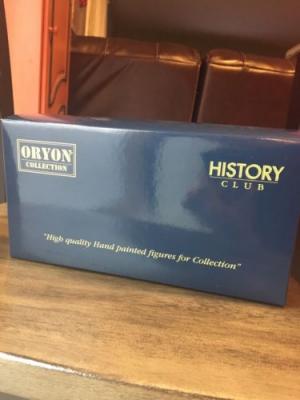 ORYON
COLLECTION
HISTORY
CLUB
"High quality Hand painted figures for Collection"